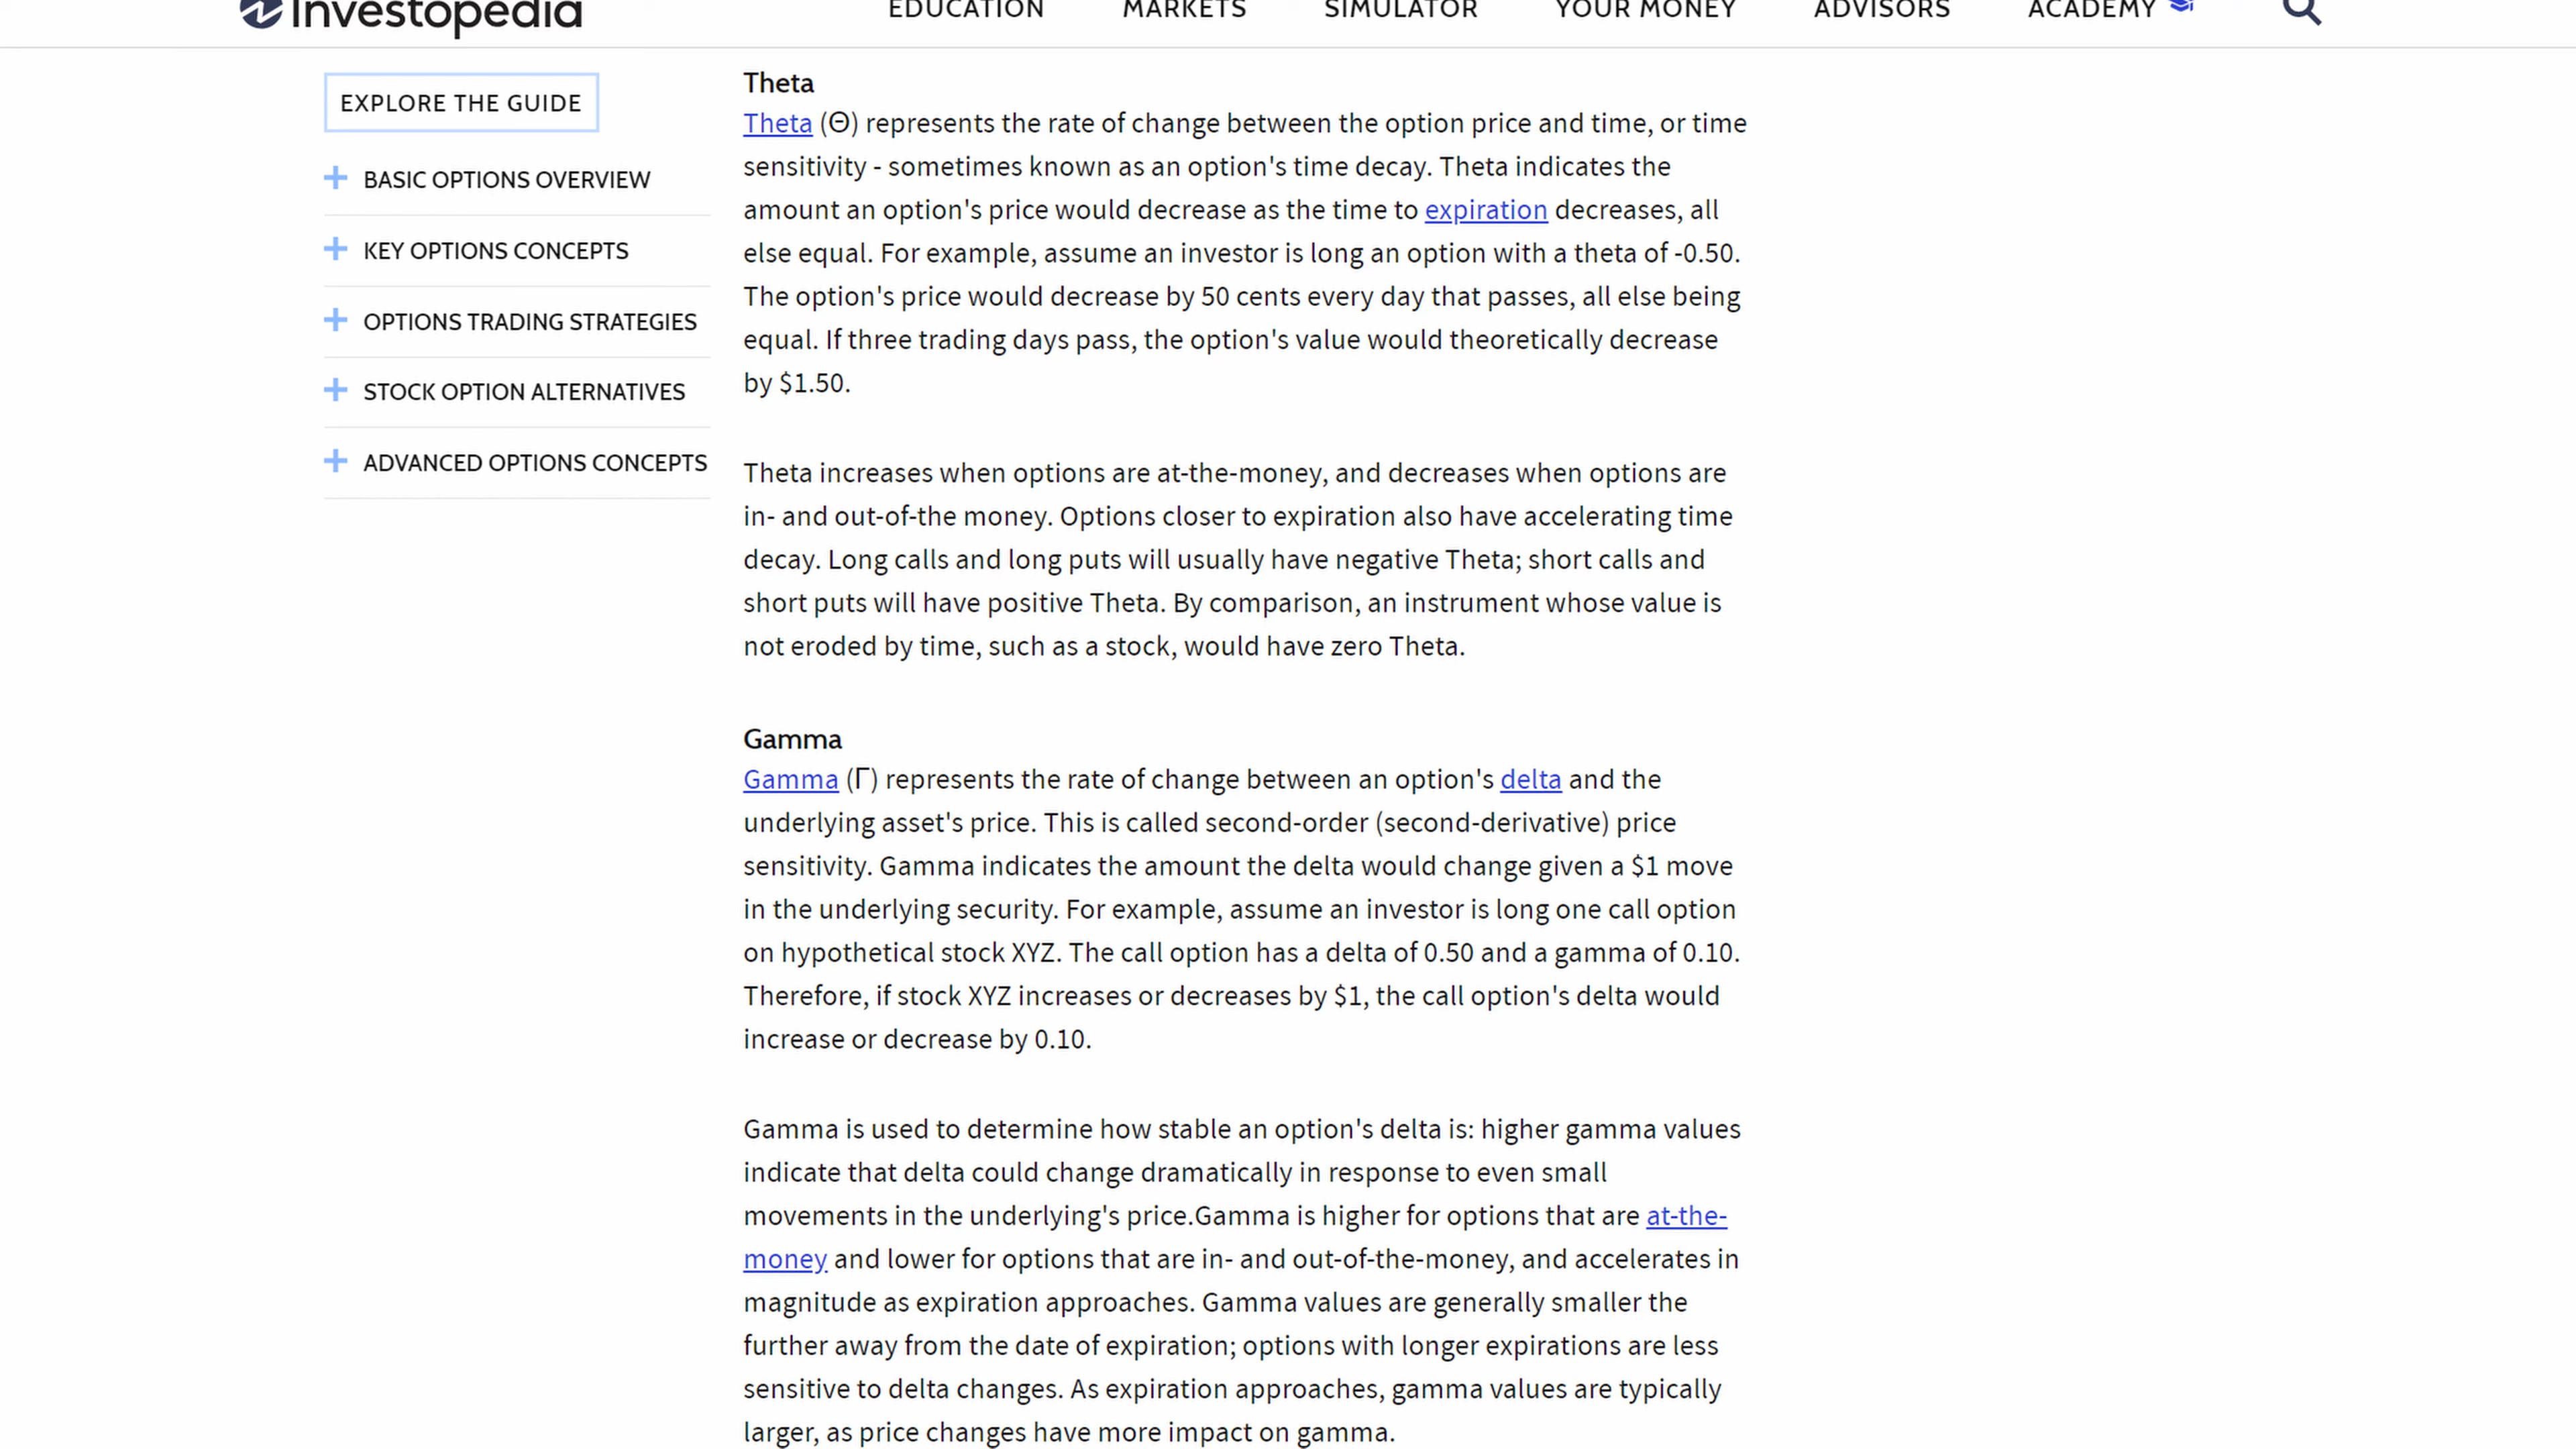 Investopedia
EDUCATION MARKETS SIMULATOR YOUR MONEY ADVISORS ACADEMY
EXPLORE THE GUIDE
+ BASIC OPTIONS OVERVIEW
+ KEY OPTIONS CONCEPTS
+ OPTIONS TRADING STRATEGIES
+ STOCK OPTION ALTERNATIVES
+ ADVANCED OPTIONS CONCEPTS
Theta
Theta (Θ) represents the rate of change between the option price and time, or time
sensitivity - sometimes known as an option's time decay. Theta indicates the
amount an option's price would decrease as the time to expiration decreases, all
else equal. For example, assume an investor is long an option with a theta of -0.50.
The option's price would decrease by 50 cents every day that passes, all else being
equal. If three trading days pass, the option's value would theoretically decrease
by $1.50.
Theta increases when options are at-the-money, and decreases when options are
in- and out-of-the money. Options closer to expiration also have accelerating time
decay. Long calls and long puts will usually have negative Theta; short calls and
short puts will have positive Theta. By comparison, an instrument whose value is
not eroded by time, such as a stock, would have zero Theta.
Gamma
Gamma (Γ) represents the rate of change between an option's delta and the
underlying asset's price. This is called second-order (second-derivative) price
sensitivity. Gamma indicates the amount the delta would change given a $1 move
in the underlying security. For example, assume an investor is long one call option
on hypothetical stock XYZ. The call option has a delta of 0.50 and a gamma of 0.10.
Therefore, if stock XYZ increases or decreases by $1, the call option's delta would
increase or decrease by 0.10.
Gamma is used to determine how stable an option's delta is: higher gamma values
indicate that delta could change dramatically in response to even small
movements in the underlying's price.Gamma is higher for options that are at-the-
money and lower for options that are in- and out-of-the-money, and accelerates in
magnitude as expiration approaches. Gamma values are generally smaller the
further away from the date of expiration; options with longer expirations are less
sensitive to delta changes. As expiration approaches, gamma values are typically
larger, as price changes have more impact on gamma.